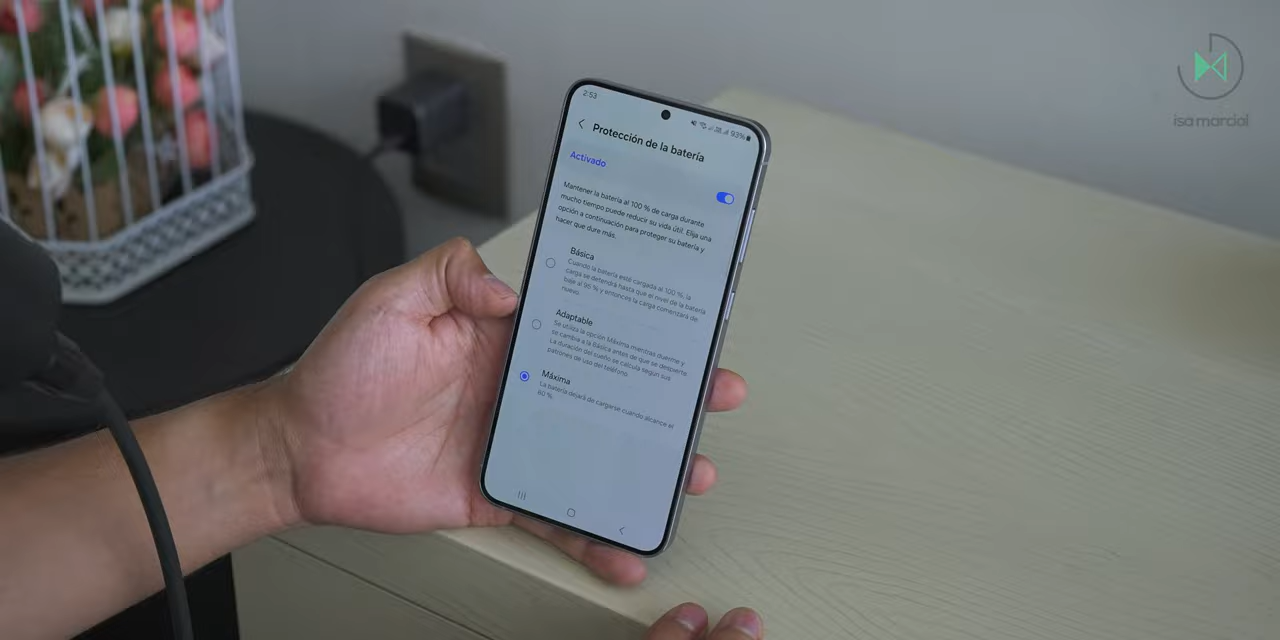 isa marcial
2:53
93%
Protección de la batería
Activado
Mantener la batería al 100 % de carga durante
mucho tiempo puede reducir su vida útil. Elija una
opción a continuación para proteger su batería y
hacer que dure más.
Básica
Cuando la batería esté cargada al 100 %, la
carga se detendrá hasta que el nivel de la batería
baje al 95 % y entonces la carga comenzará de
nuevo.
Adaptable
Se utiliza la opción Máxima mientras duerme y
se cambia a la Básica antes de que se despierte.
La duración del sueño se calcula según sus
patrones de uso del teléfono.
Máxima
La batería dejará de cargarse cuando alcance el
80 %.